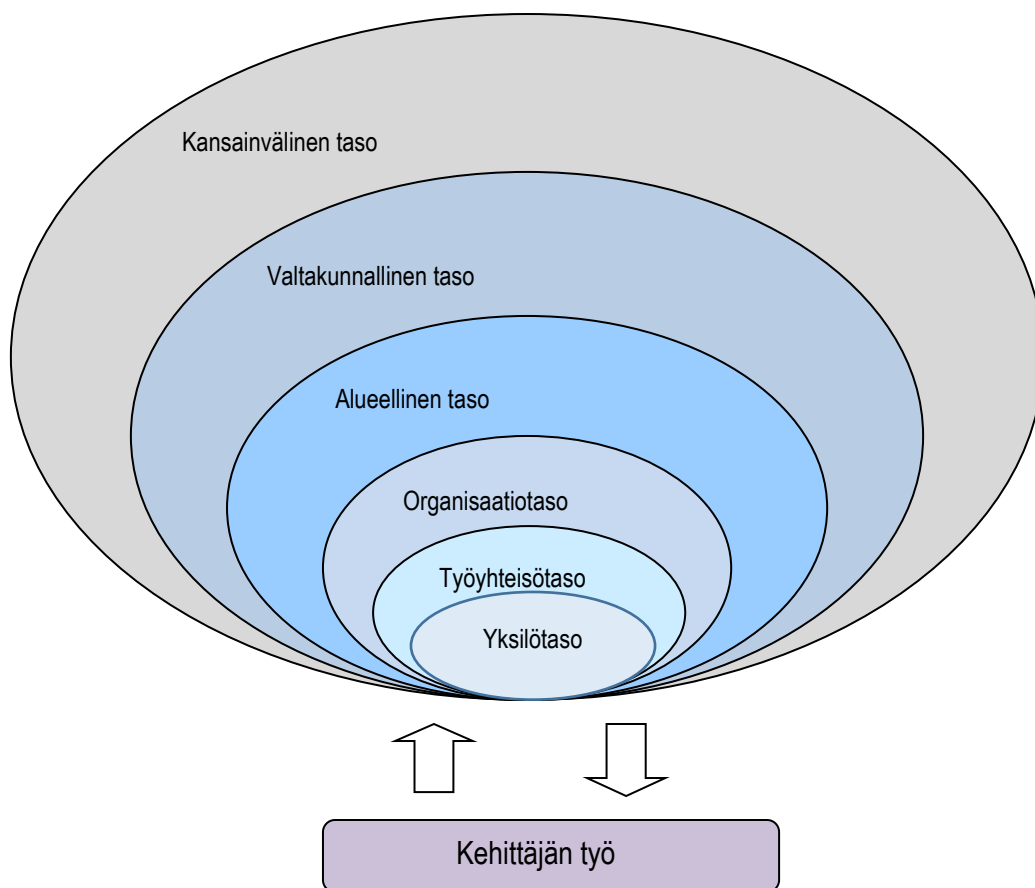 Kansainvälinen taso
Valtakunnallinen taso
Alueellinen taso
Organisaatiotaso
Työyhteisötaso
Yksilötaso
Kehittäjän työ